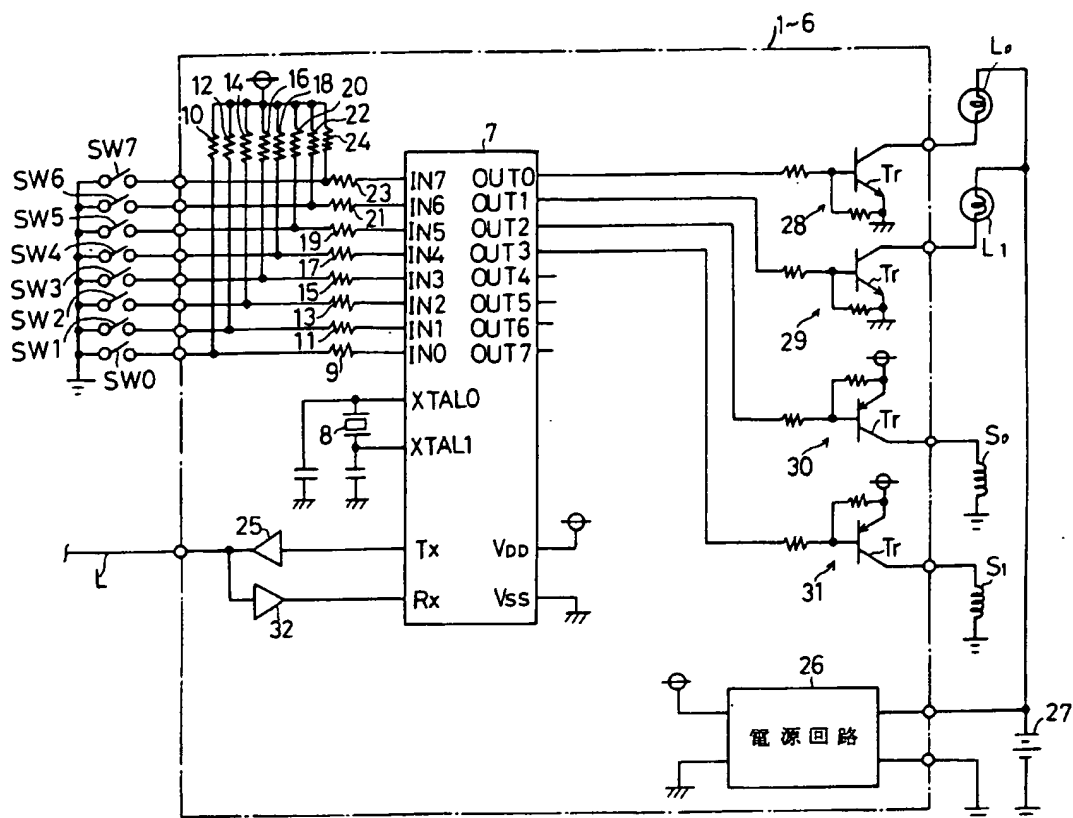 1~6
L0
16
14
18
12
20
10
22
24
7
SW7
SW6
IN7
OUT0
23
Tr
IN6
OUT1
21
28
SW5
IN5
OUT2
19
L1
SW4
IN4
OUT3
17
SW3
IN3
OUT4
Tr
15
SW2
IN2
OUT5
13
IN1
OUT6
11
29
SW1
IN0
OUT7
SW0
9
XTAL0
8
Tr
XTAL1
S0
30
25
Tx
VDD
Tr
L
S1
31
Rx
VSS
32
26
27
電源回路